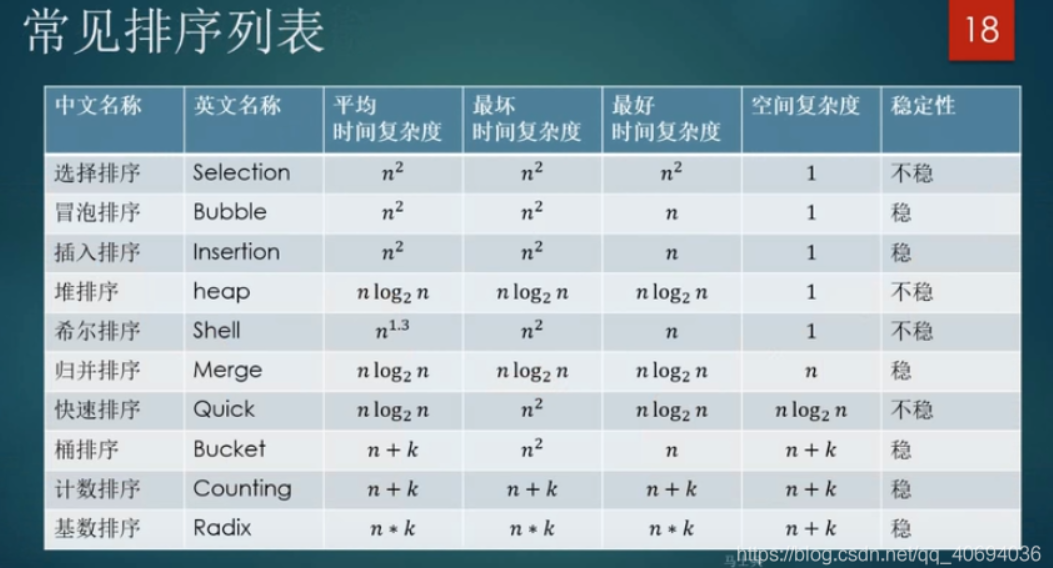 常见排序列表
18
中文名称 英文名称 平均 最坏 最好 空间复杂度 稳定性
时间复杂度 时间复杂度 时间复杂度
选择排序 Selection n² n² n² 1 不稳
冒泡排序 Bubble n² n² n 1 稳
插入排序 Insertion n² n² n 1 稳
堆排序 heap n log₂ n n log₂ n n log₂ n 1 不稳
希尔排序 Shell n¹·³ n² n 1 不稳
归并排序 Merge n log₂ n n log₂ n n log₂ n n 稳
快速排序 Quick n log₂ n n² n log₂ n n log₂ n 不稳
桶排序 Bucket n + k n² n n + k 稳
计数排序 Counting n + k n + k n + k n + k 稳
基数排序 Radix n ∗ k n ∗ k n ∗ k n + k 稳
https://blog.csdn.net/qq_40694036